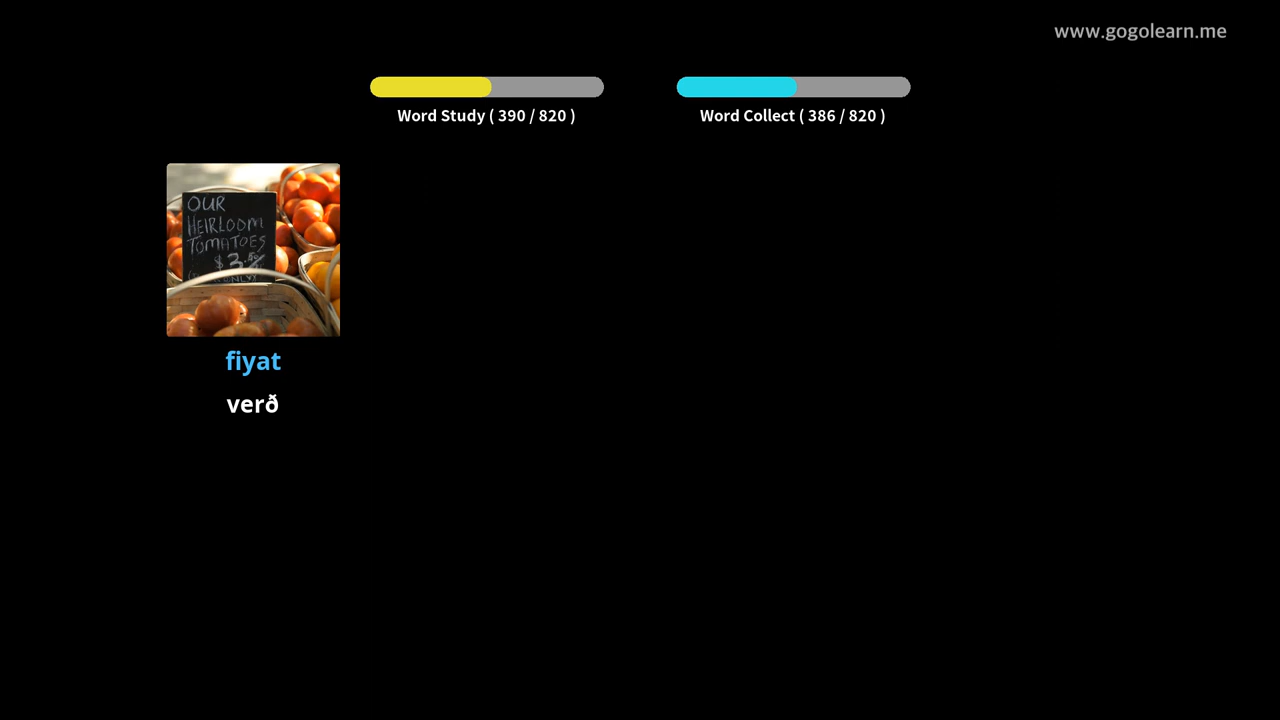 www.gogolearn.me
Word Study ( 390 / 820 )
Word Collect ( 386 / 820 )
OUR
HEIRLOOM
TOMATOES
fiyat
verð